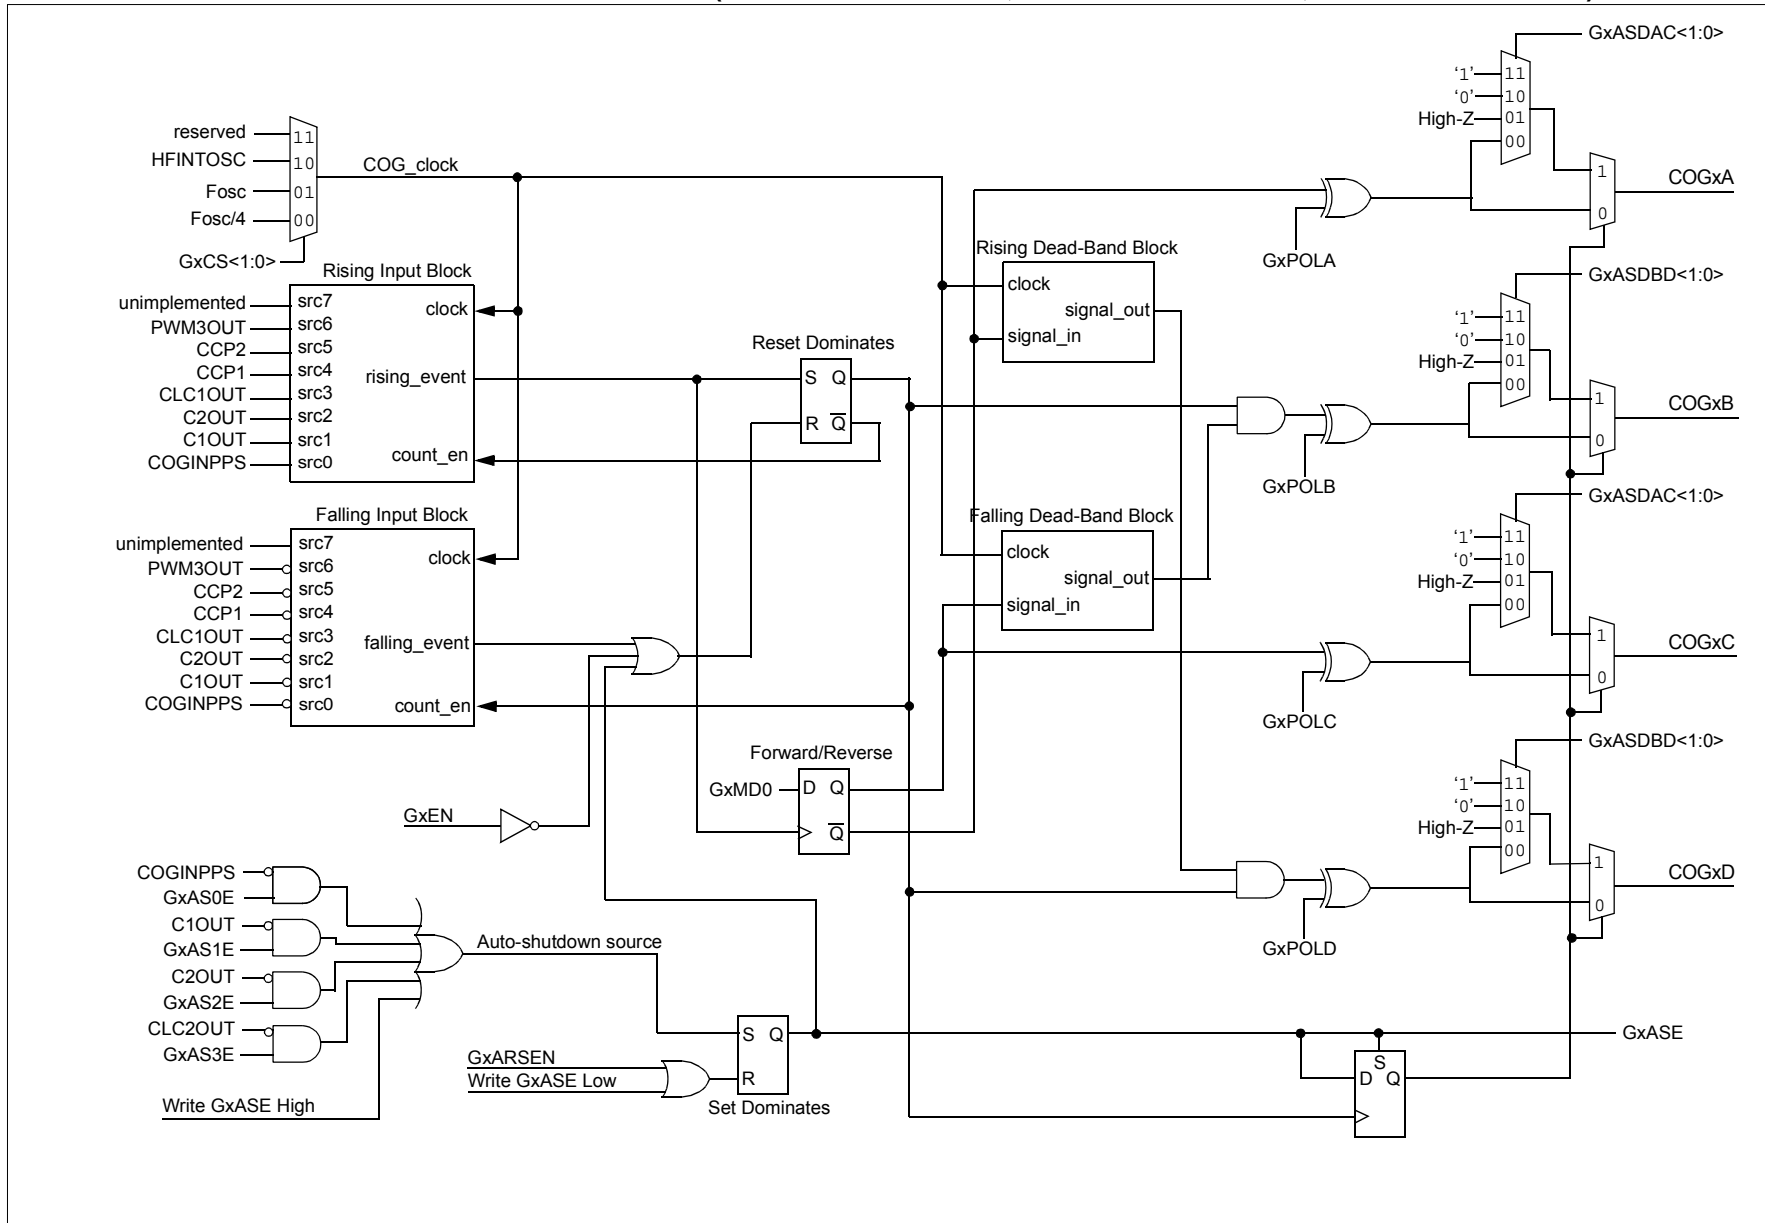 GxASDAC<1:0>
‘1’ 11
‘0’ 10
High-Z 01
00
1
0
COGxA
GxPOLA
reserved 11
HFINTOSC 10
Fosc 01
Fosc/4 00
GxCS<1:0>
COG_clock
Rising Input Block
unimplemented src7
PWM3OUT src6
CCP2 src5
CCP1 src4
CLC1OUT src3
C2OUT src2
C1OUT src1
COGINPPS src0
clock
rising_event
count_en
Reset Dominates
S Q
R Q
Rising Dead-Band Block
clock
signal_out
signal_in
GxASDBD<1:0>
‘1’ 11
‘0’ 10
High-Z 01
00
1
0
COGxB
GxPOLB
Falling Input Block
unimplemented src7
PWM3OUT src6
CCP2 src5
CCP1 src4
CLC1OUT src3
C2OUT src2
C1OUT src1
COGINPPS src0
clock
falling_event
count_en
Falling Dead-Band Block
clock
signal_out
signal_in
GxASDAC<1:0>
‘1’ 11
‘0’ 10
High-Z 01
00
1
0
COGxC
GxPOLC
Forward/Reverse
GxMD0 D Q
Q
GxEN
GxASDBD<1:0>
‘1’ 11
‘0’ 10
High-Z 01
00
1
0
COGxD
GxPOLD
COGINPPS
GxAS0E
C1OUT
GxAS1E
C2OUT
GxAS2E
CLC2OUT
GxAS3E
Write GxASE High
Auto-shutdown source
GxARSEN
Write GxASE Low
S Q
R
Set Dominates
GxASE
S
D Q